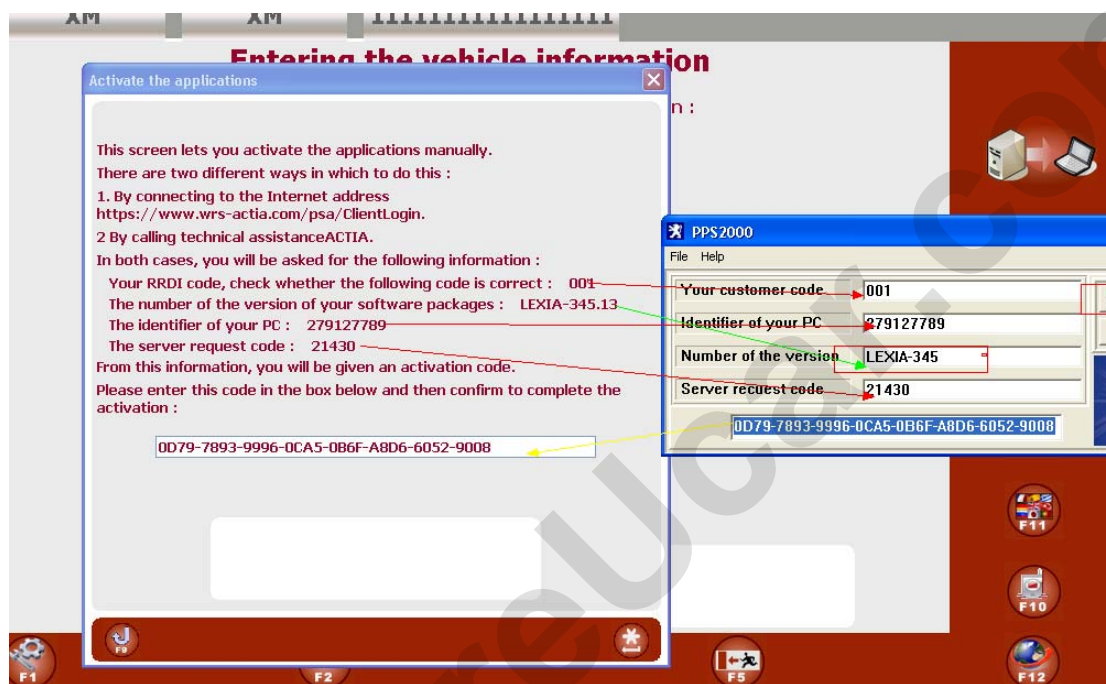 XM XM 11111111111111111
Entering the vehicle information
n :
Activate the applications
This screen lets you activate the applications manually.
There are two different ways in which to do this :
1. By connecting to the Internet address
https://www.wrs-actia.com/psa/ClientLogin.
2 By calling technical assistanceACTIA.
In both cases, you will be asked for the following information :
Your RRDI code, check whether the following code is correct : 001
The number of the version of your software packages : LEXIA-345.13
The identifier of your PC : 279127789
The server request code : 21430
From this information, you will be given an activation code.
Please enter this code in the box below and then confirm to complete the
activation :
0D79-7893-9996-0CA5-0B6F-A8D6-6052-9008
PPS2000
File Help
Your customer code 001
Identifier of your PC 279127789
Number of the version LEXIA-345
Server recuest code 21430
0D79-7893-9996-0CA5-0B6F-A8D6-6052-9008
F9
F11
F10
F1
F2
F5
F12
reUcar.com